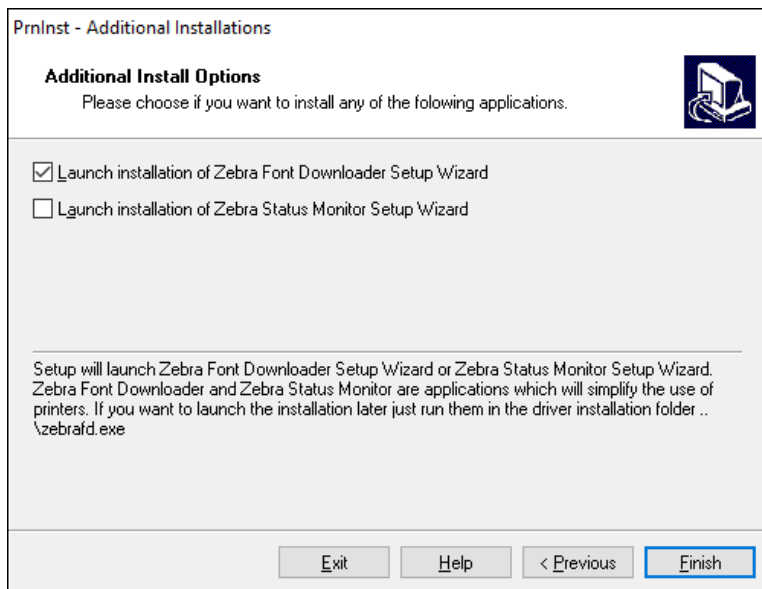 PrnInst - Additional Installations
Additional Install Options
Please choose if you want to install any of the folowing applications.
Launch installation of Zebra Font Downloader Setup Wizard
Launch installation of Zebra Status Monitor Setup Wizard
Setup will launch Zebra Font Downloader Setup Wizard or Zebra Status Monitor Setup Wizard.
Zebra Font Downloader and Zebra Status Monitor are applications which will simplify the use of
printers. If you want to launch the installation later just run them in the driver installation folder ..
\zebrafd.exe
Exit
Help
< Previous
Finish